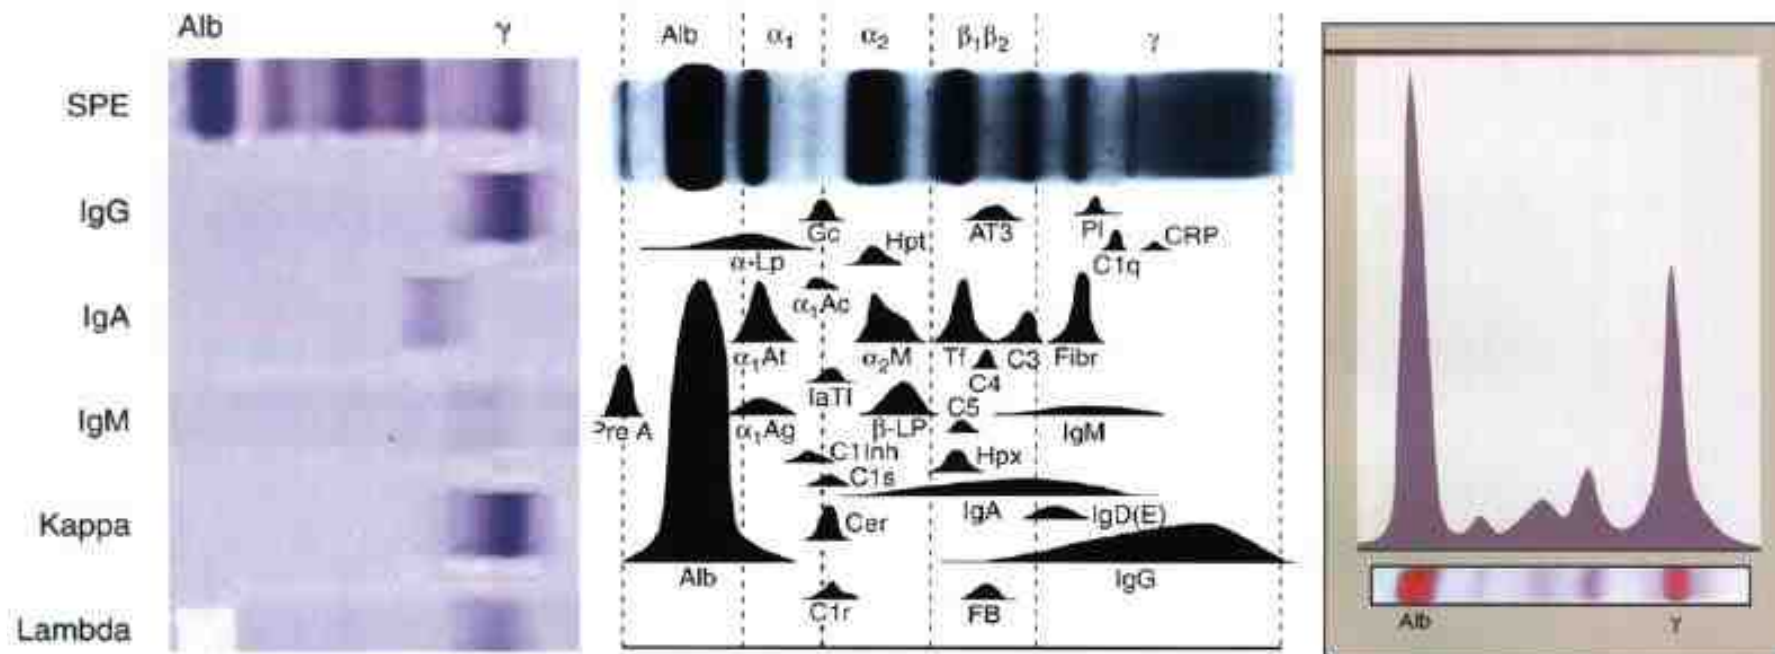 Alb γ
SPE
IgG
IgA
IgM
Kappa
Lambda
Alb α₁ α₂ β₁β₂ γ
Gc AT3 PI
α-Lp Hpt C1q CRP
α₁Ac
α₁At α₂M Tf C3 Fibr
C4
IaTI C5
Pre A α₁Ag β-LP IgM
C1Inh Hpx
C1s
Cer IgA IgD(E)
Alb IgG
C1r FB
Alb γ